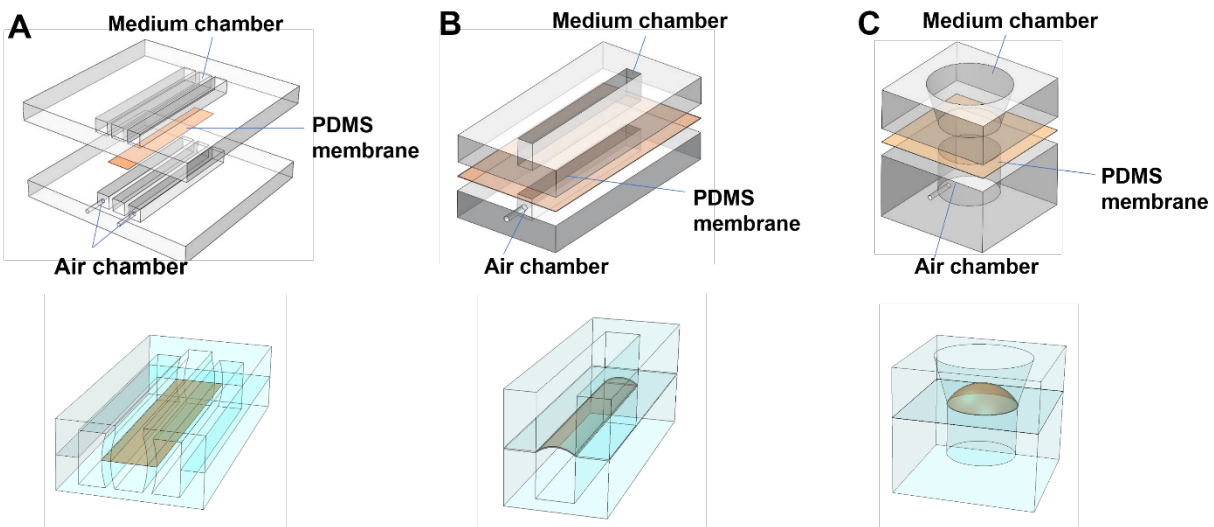 A
Medium chamber
PDMS
membrane
Air chamber
B
Medium chamber
PDMS
membrane
Air chamber
C
Medium chamber
PDMS
membrane
Air chamber